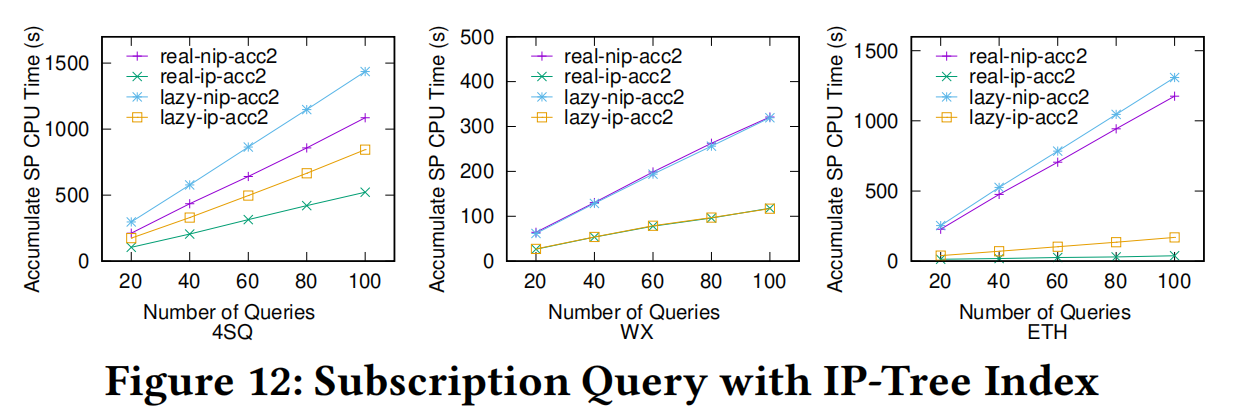 Accumulate SP CPU Time (s)
1500
1000
500
0
real-nip-acc2
real-ip-acc2
lazy-nip-acc2
lazy-ip-acc2
20 40 60 80 100
Number of Queries
4SQ
Accumulate SP CPU Time (s)
500
400
300
200
100
0
real-nip-acc2
real-ip-acc2
lazy-nip-acc2
lazy-ip-acc2
20 40 60 80 100
Number of Queries
WX
Accumulate SP CPU Time (s)
1500
1000
500
0
real-nip-acc2
real-ip-acc2
lazy-nip-acc2
lazy-ip-acc2
20 40 60 80 100
Number of Queries
ETH
Figure 12: Subscription Query with IP-Tree Index